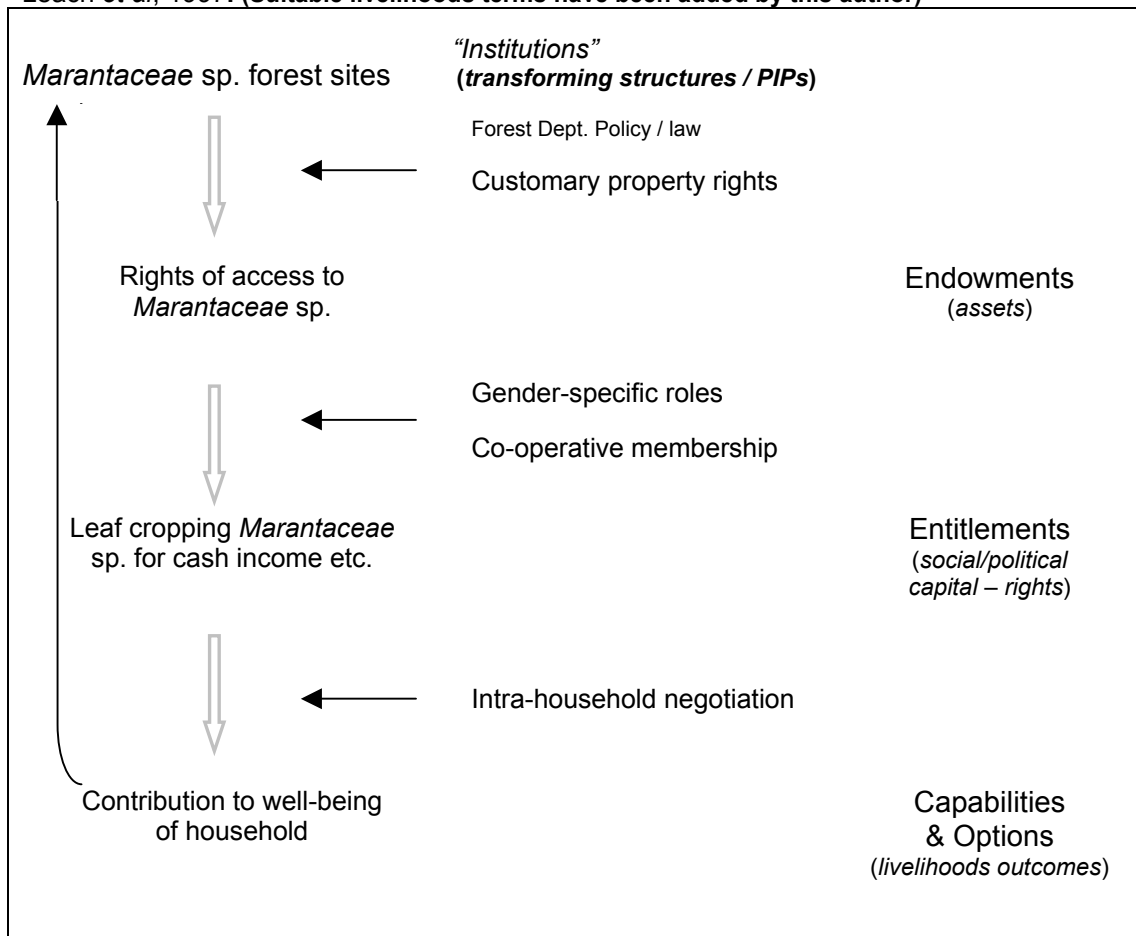 Leach et al, 1997. (Suitable livelihoods terms have been added by this author)
Marantaceae sp. forest sites
“Institutions”
(transforming structures / PIPs)
Forest Dept. Policy / law
Customary property rights
Rights of access to
Marantaceae sp.
Endowments
(assets)
Gender-specific roles
Co-operative membership
Leaf cropping Marantaceae
sp. for cash income etc.
Entitlements
(social/political
capital – rights)
Intra-household negotiation
Contribution to well-being
of household
Capabilities
& Options
(livelihoods outcomes)